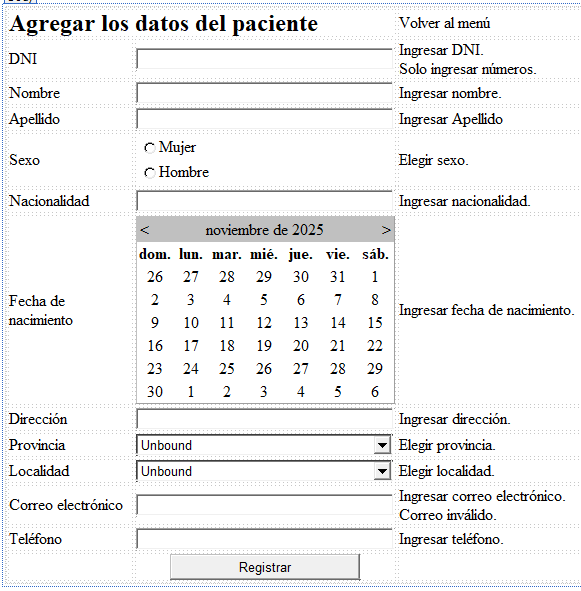 Agregar los datos del paciente Volver al menú
DNI Ingresar DNI.
Solo ingresar números.
Nombre Ingresar nombre.
Apellido Ingresar Apellido
Sexo Mujer Elegir sexo.
Hombre
Nacionalidad Ingresar nacionalidad.
< noviembre de 2025 >
dom. lun. mar. mié. jue. vie. sáb.
26 27 28 29 30 31 1
2 3 4 5 6 7 8
Fecha de nacimiento Ingresar fecha de nacimiento.
9 10 11 12 13 14 15
16 17 18 19 20 21 22
23 24 25 26 27 28 29
30 1 2 3 4 5 6
Dirección Ingresar dirección.
Provincia Unbound Elegir provincia.
Localidad Unbound Elegir localidad.
Correo electrónico Ingresar correo electrónico.
Correo inválido.
Teléfono Ingresar teléfono.
Registrar